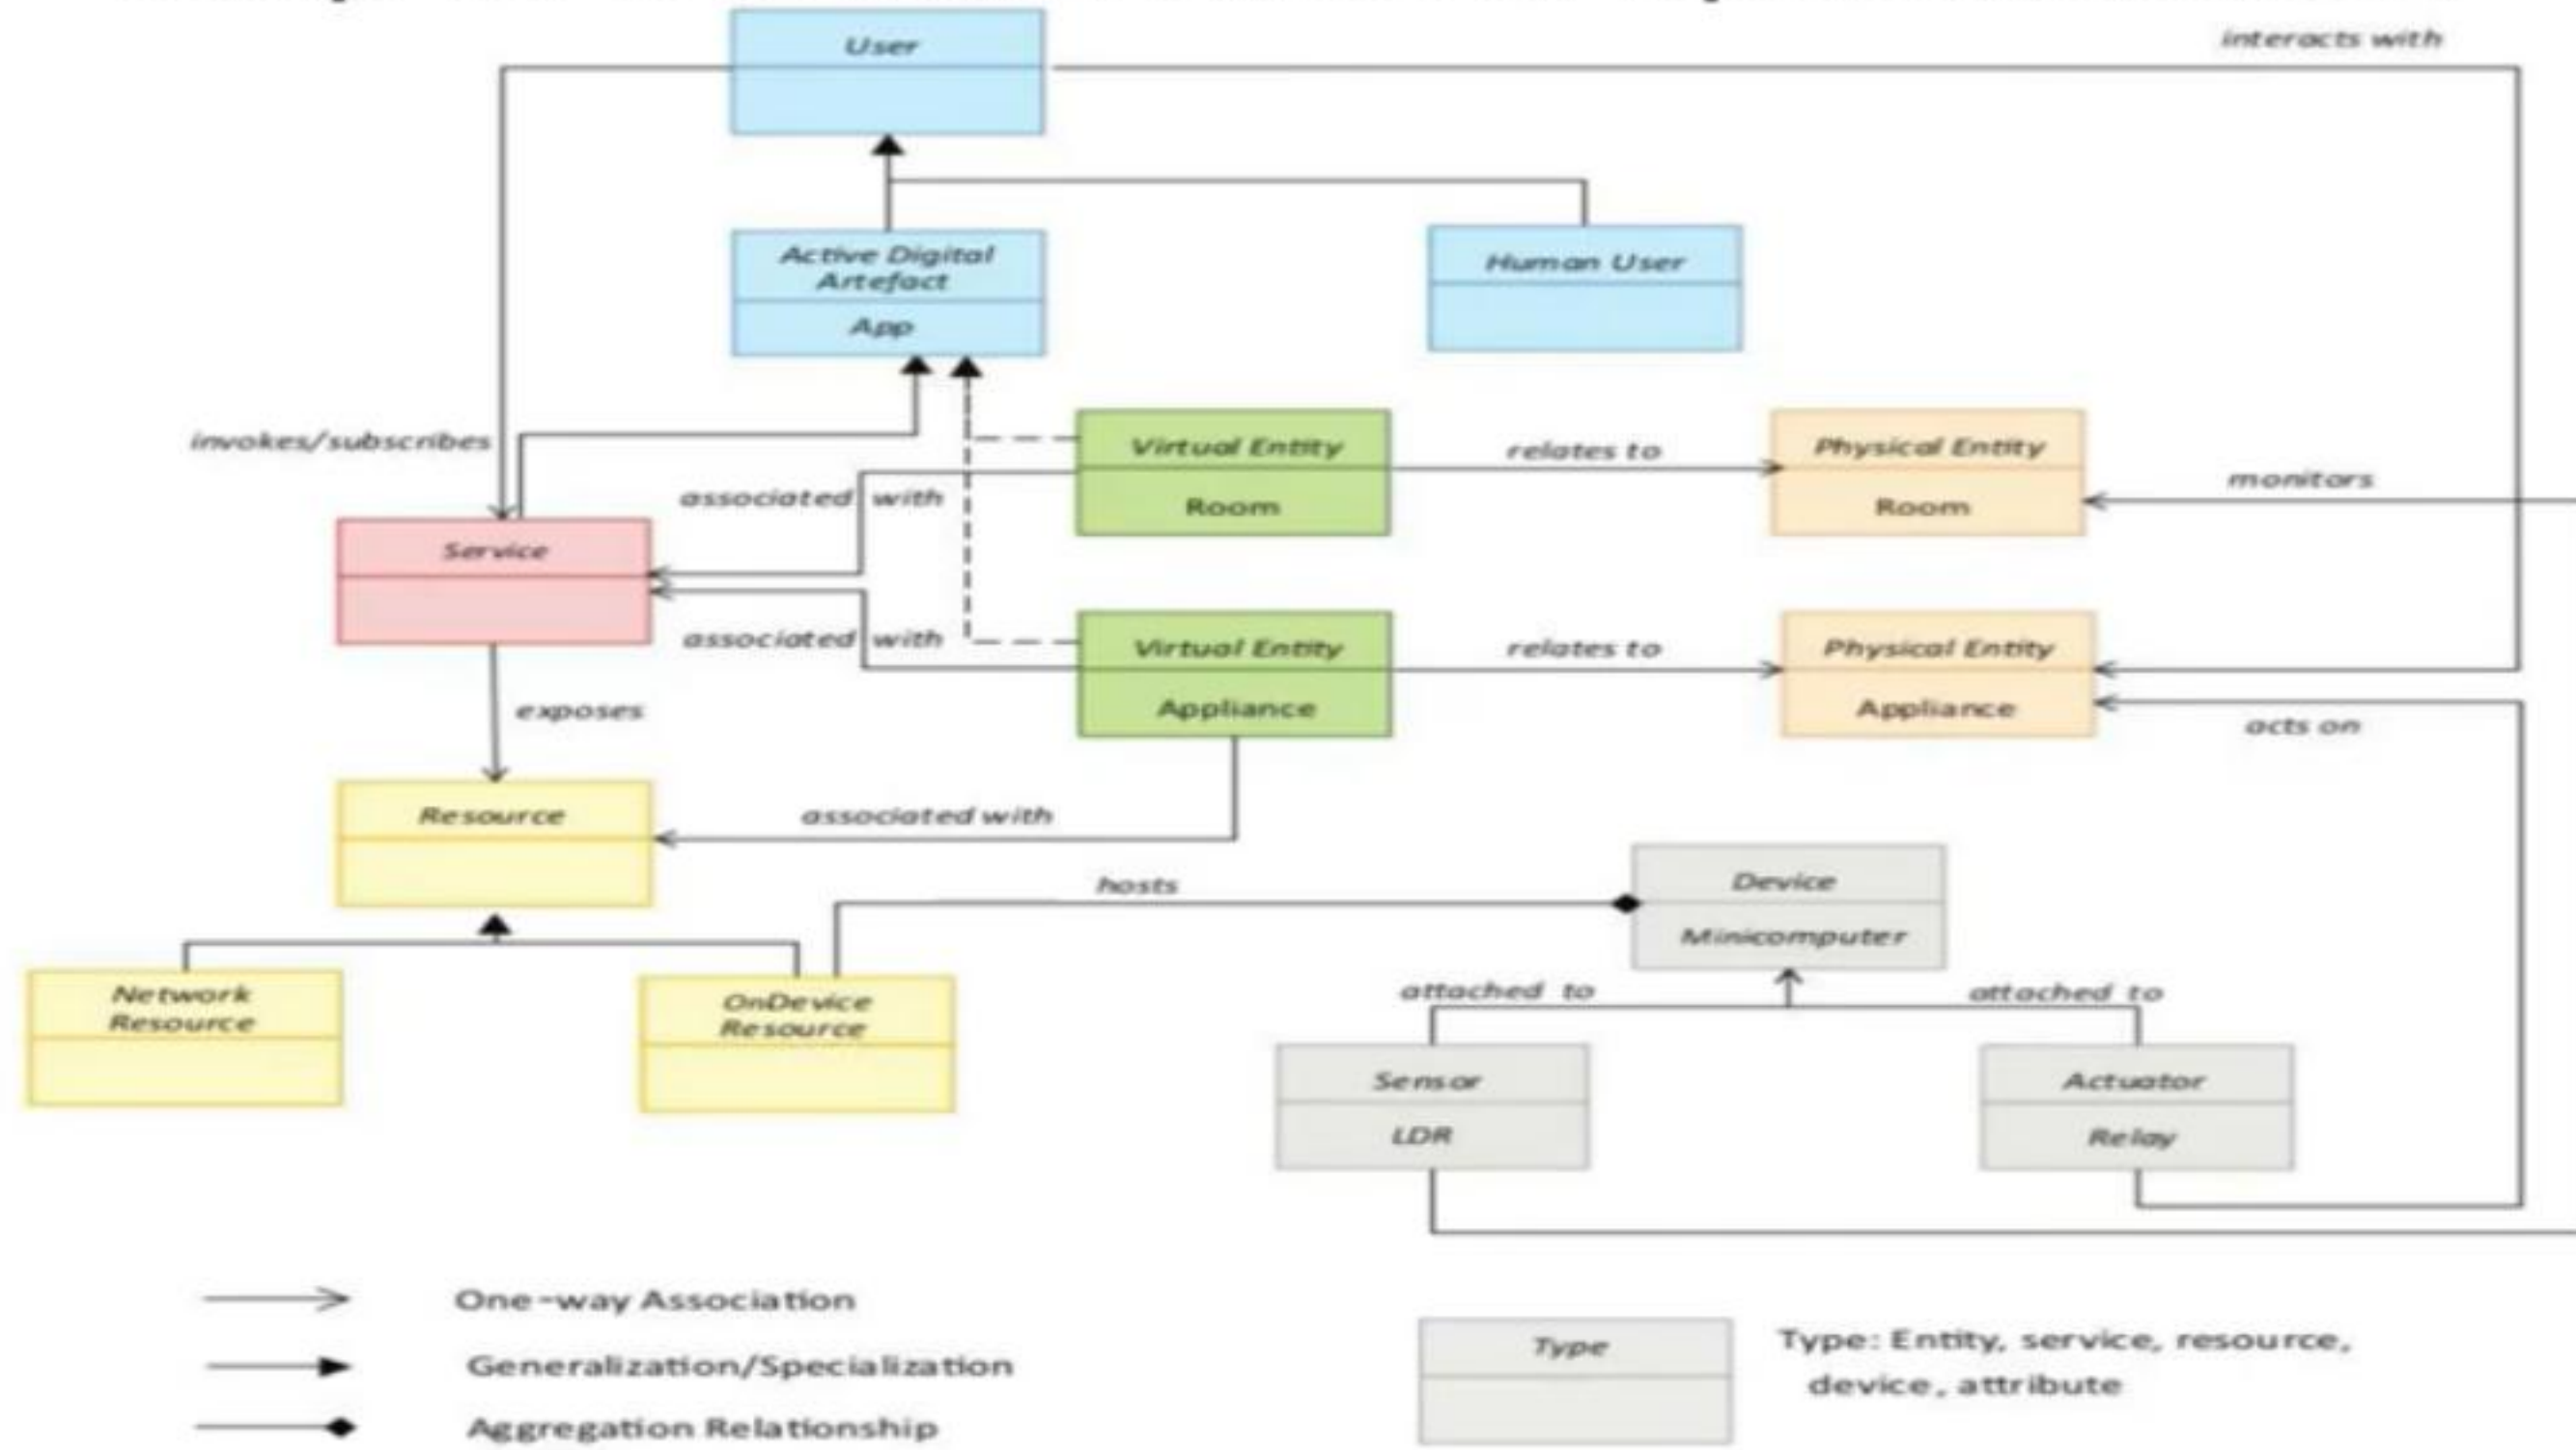 User
interacts with
Active Digital
Artefact
App
Human User
invokes/subscribes
Virtual Entity
Room
relates to
Physical Entity
Room
monitors
associated with
Service
associated with
Virtual Entity
Appliance
relates to
Physical Entity
Appliance
acts on
exposes
Resource
associated with
hosts
Device
Minicomputer
Network
Resource
OnDevice
Resource
attached to
attached to
Sensor
LDR
Actuator
Relay
One-way Association
Generalization/Specialization
Aggregation Relationship
Type
Type: Entity, service, resource,
device, attribute